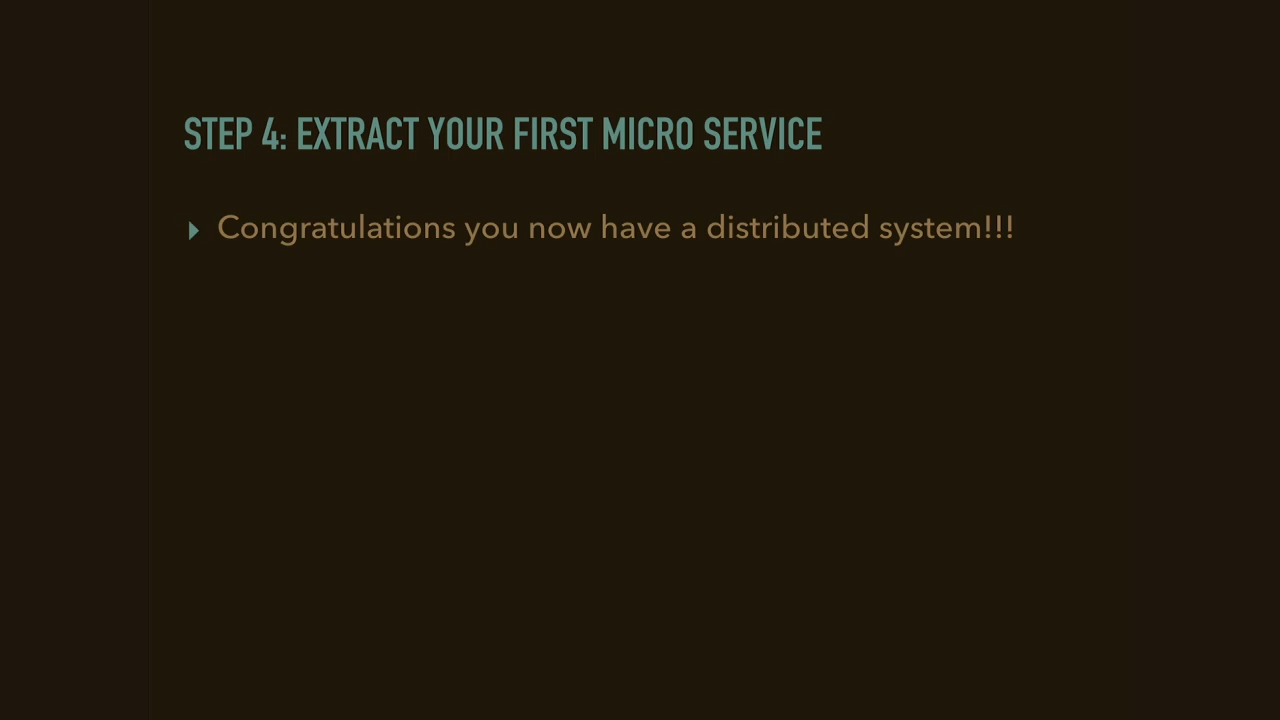 STEP 4: EXTRACT YOUR FIRST MICRO SERVICE
Congratulations you now have a distributed system!!!